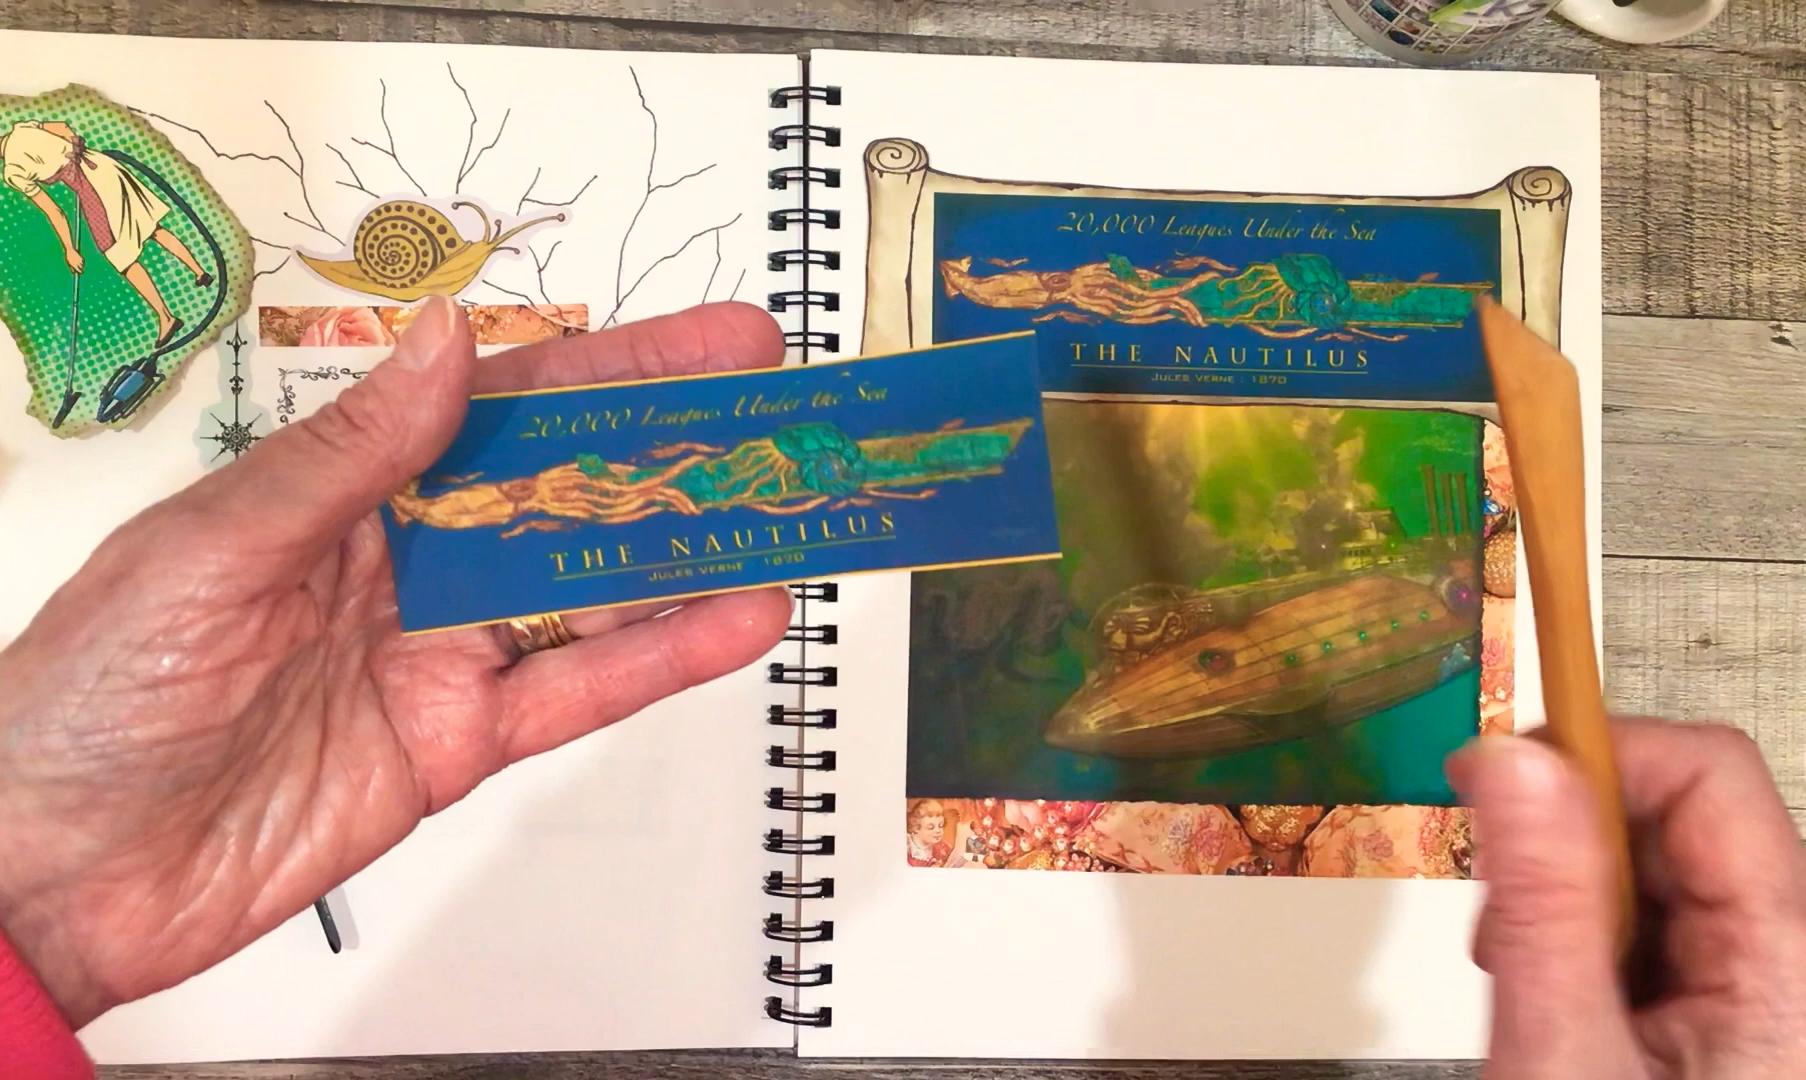 20,000 Leagues Under the Sea
THE NAUTILUS
JULES VERNE : 1870
20,000 Leagues Under the Sea
THE NAUTILUS
JULES VERNE : 1870